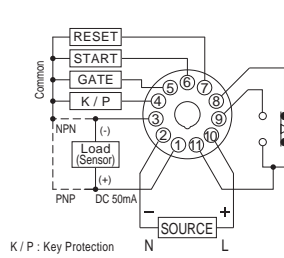 RESET
START
GATE
K / P
Common
5 6 7
4 8
3 9
2 1 11 10
NPN
(-)
Load
(Sensor)
(+)
PNP
DC 50mA
− +
SOURCE
N L
K / P : Key Protection